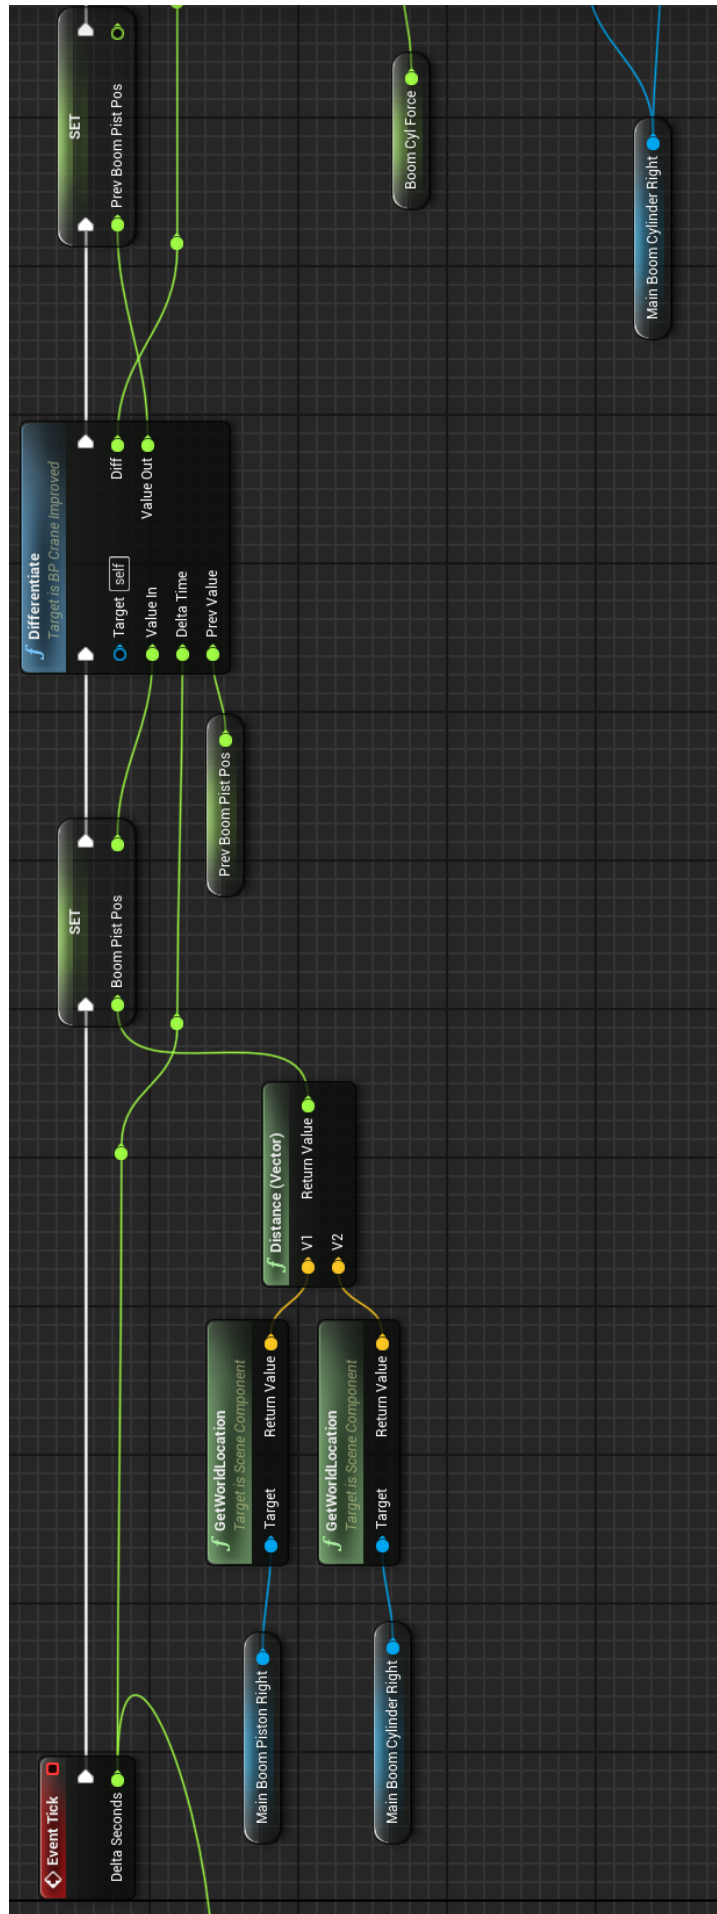 Event Tick
Delta Seconds
Main Boom Piston Right
Main Boom Cylinder Right
f GetWorldLocation
Target is Scene Component
Target
Return Value
f GetWorldLocation
Target is Scene Component
Target
Return Value
f Distance (Vector)
V1
Return Value
V2
SET
Boom Pist Pos
Prev Boom Pist Pos
f Differentiate
Target is BP Crane Improved
Target self
Diff
Value In
Value Out
Delta Time
Prev Value
SET
Prev Boom Pist Pos
Boom Cyl Force
Main Boom Cylinder Right